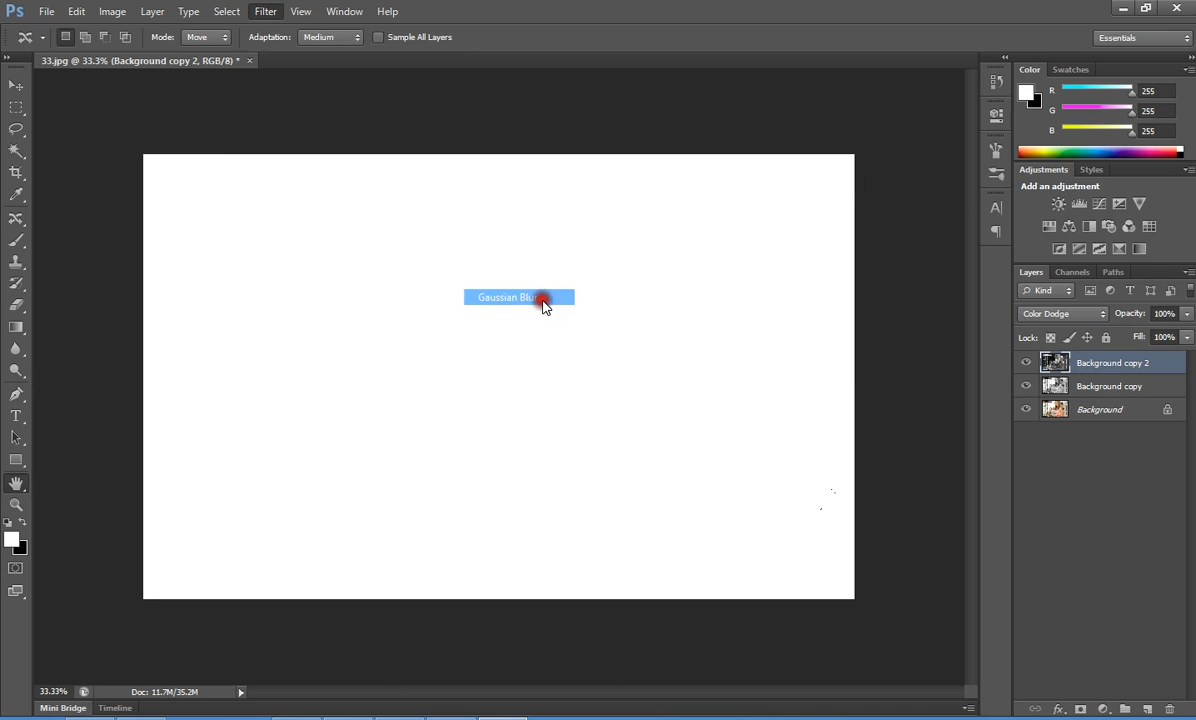 Ps File Edit Image Layer Type Select Filter View Window Help
Mode: Move Adaptation: Medium Sample All Layers Essentials
33.jpg @ 33.3% (Background copy 2, RGB/8) * ×
Color Swatches
R 255
G 255
B 255
Adjustments Styles
Add an adjustment
Layers Channels Paths
Kind
Color Dodge Opacity: 100%
Lock: Fill: 100%
Background copy 2
Background copy
Background
Gaussian
33.33% Doc: 11.7M/35.2M
Mini Bridge Timeline